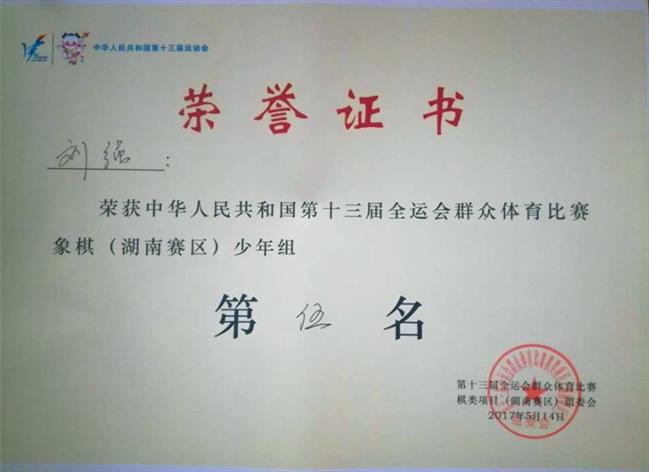 中华人民共和国第十三届运动会
荣誉证书
刘强:
荣获中华人民共和国第十三届全运会群众体育比赛
象棋(湖南赛区)少年组
第伍名
第十三届全运会群众体育比赛
棋类项目(湖南赛区)组委会
2017年5月14日
组委会